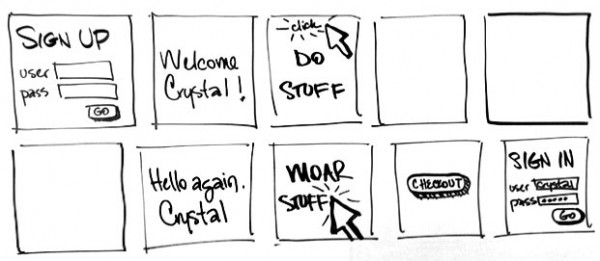 SIGN UP
user
pass
GO
Welcome
Crystal!
click
DO
STUFF
Hello again.
Crystal
MOAR
STUFF
CHECKOUT
SIGN IN
user Crystal
pass •••••
GO